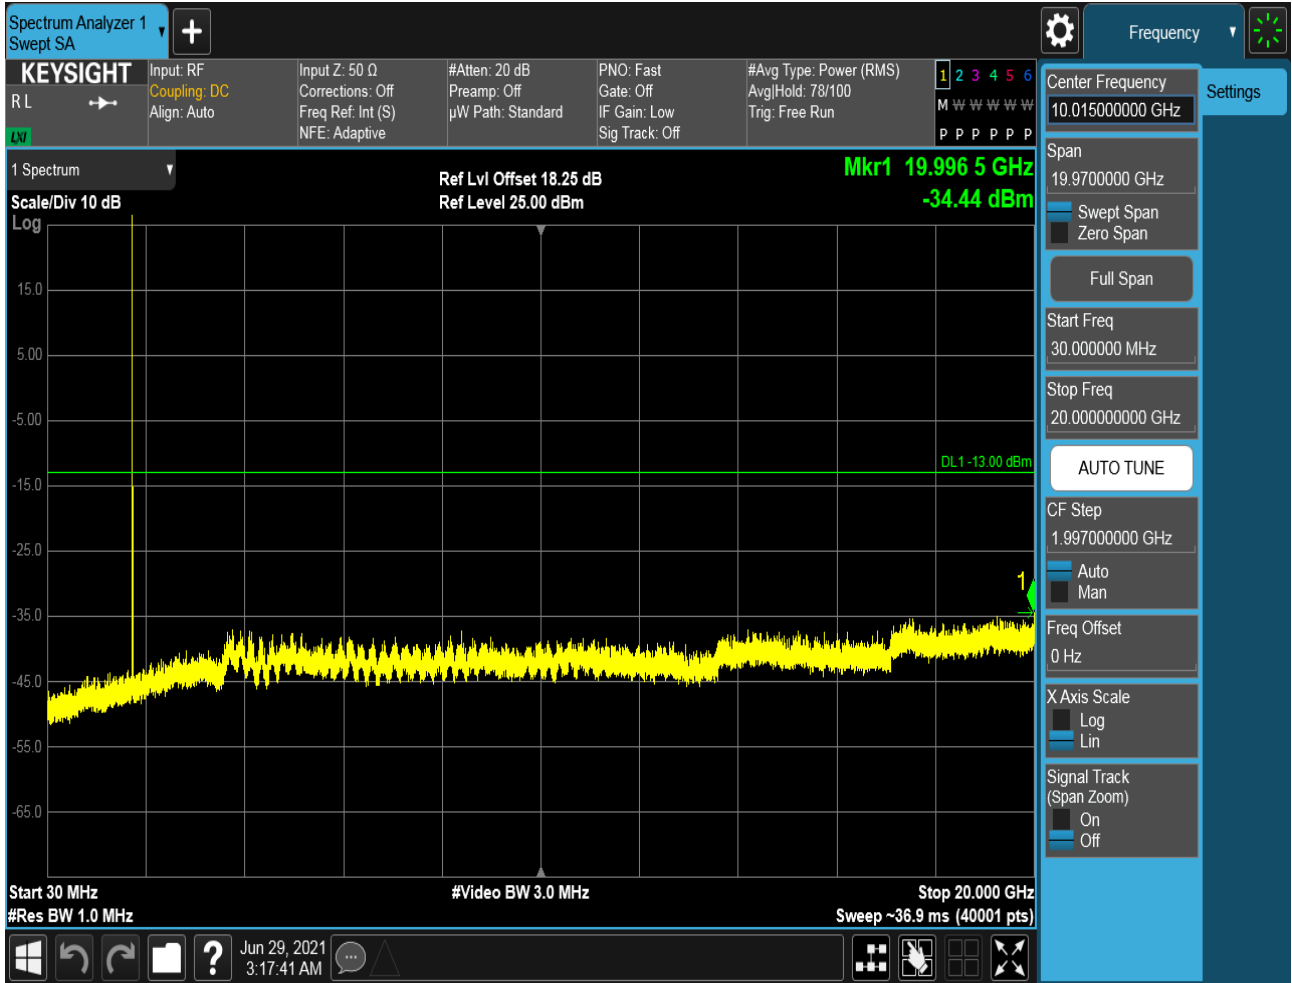 Spectrum Analyzer 1
Swept SA
Frequency
KEYSIGHT
R L
LXI
Input: RF
Coupling: DC
Align: Auto
Input Z: 50 Ω
Corrections: Off
Freq Ref: Int (S)
NFE: Adaptive
#Atten: 20 dB
Preamp: Off
µW Path: Standard
PNO: Fast
Gate: Off
IF Gain: Low
Sig Track: Off
#Avg Type: Power (RMS)
Avg|Hold: 78/100
Trig: Free Run
1 2 3 4 5 6
M W W W W W
P P P P P P
1 Spectrum
Scale/Div 10 dB
Log
Ref Lvl Offset 18.25 dB
Ref Level 25.00 dBm
Mkr1 19.996 5 GHz
-34.44 dBm
15.0
5.00
-5.00
DL1 -13.00 dBm
-15.0
-25.0
1
-35.0
-45.0
-55.0
-65.0
Start 30 MHz
#Video BW 3.0 MHz
Stop 20.000 GHz
#Res BW 1.0 MHz
Sweep ~36.9 ms (40001 pts)
Center Frequency
10.015000000 GHz
Settings
Span
19.9700000 GHz
Swept Span
Zero Span
Full Span
Start Freq
30.000000 MHz
Stop Freq
20.000000000 GHz
AUTO TUNE
CF Step
1.997000000 GHz
Auto
Man
Freq Offset
0 Hz
X Axis Scale
Log
Lin
Signal Track
(Span Zoom)
On
Off
?
Jun 29, 2021
3:17:41 AM